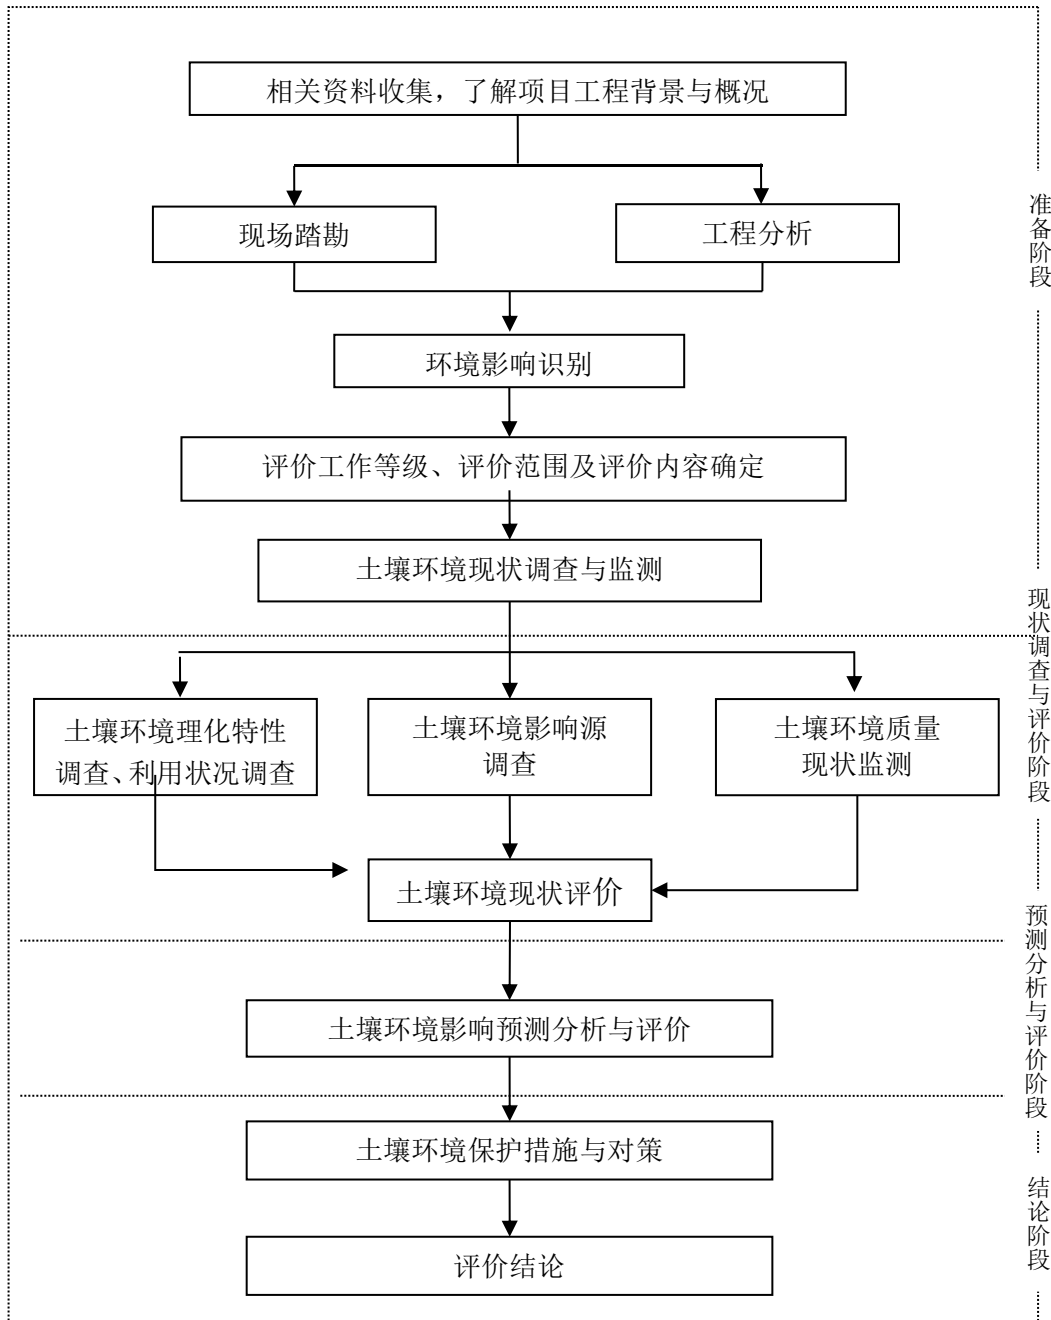 相关资料收集，了解项目工程背景与概况
现场踏勘
工程分析
准备阶段
环境影响识别
评价工作等级、评价范围及评价内容确定
土壤环境现状调查与监测
现状调查与评价阶段
土壤环境理化特性
调查、利用状况调查
土壤环境影响源
调查
土壤环境质量
现状监测
土壤环境现状评价
预测分析与评价阶段
土壤环境影响预测分析与评价
土壤环境保护措施与对策
结论阶段
评价结论